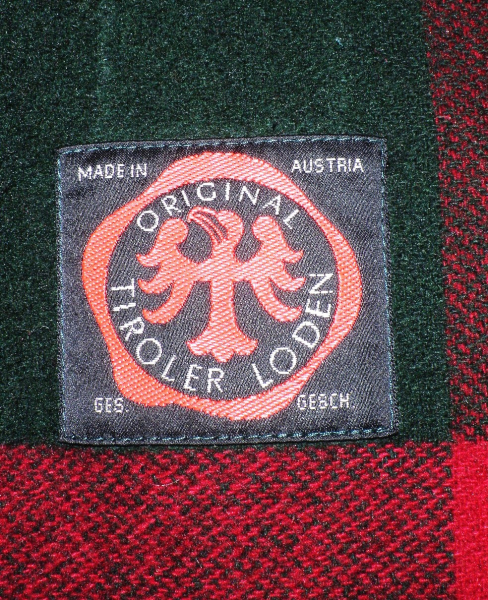 MADE IN AUSTRIA
ORIGINAL
TIROLER LODEN
GES. GESCH.